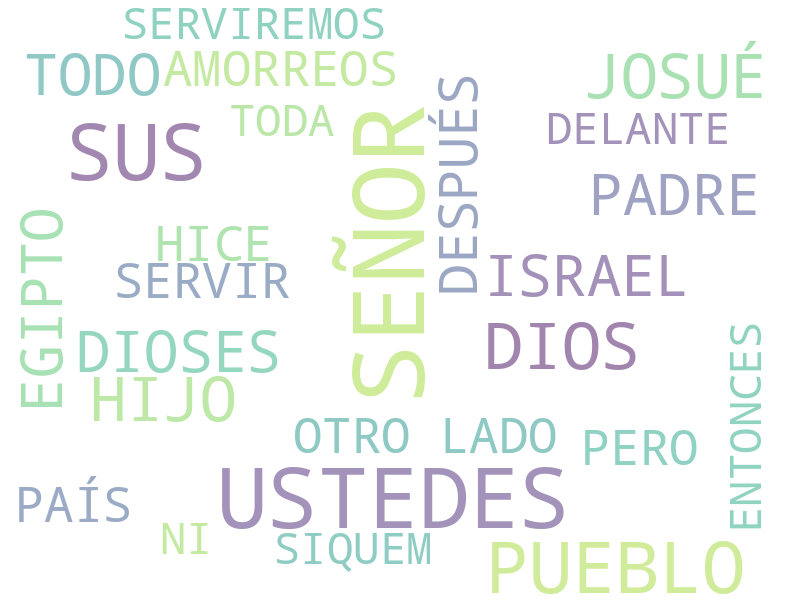 SERVIREMOS
TODO
AMORREOS
JOSUÉ
SUS
TODA
SEÑOR
DESPUÉS
DELANTE
PADRE
EGIPTO
HICE
SERVIR
ISRAEL
DIOSES
DIOS
HIJO
ENTONCES
OTRO LADO
PERO
USTEDES
PAÍS
NI
SIQUEM
PUEBLO